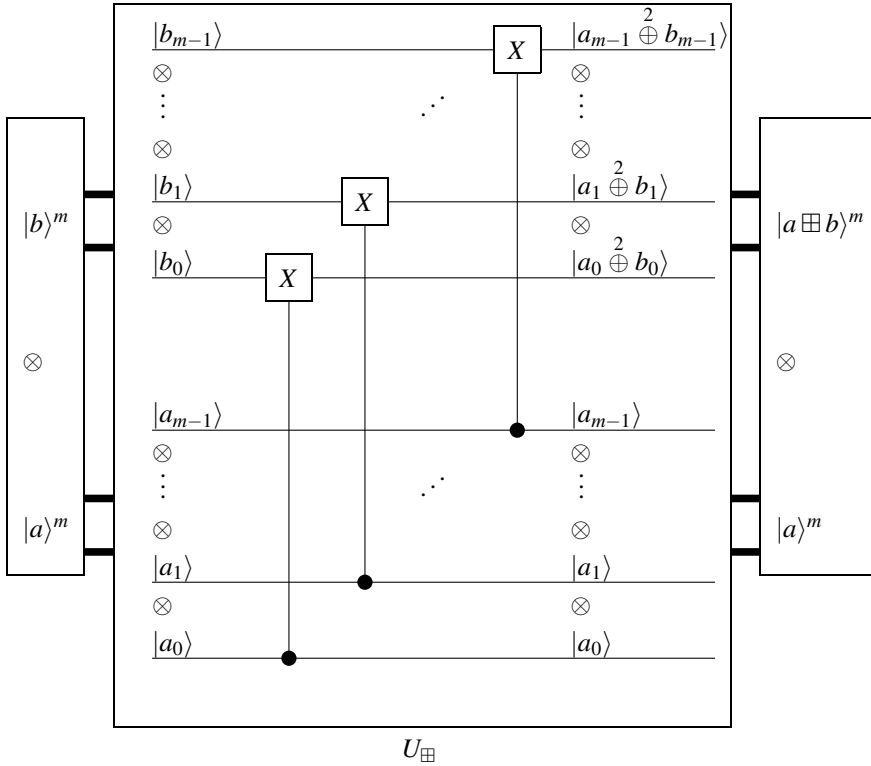 |b_{m−1}⟩ X |a_{m−1} ⊕² b_{m−1}⟩
⊗ ⊗
⋮ ⋰ ⋮
⊗ ⊗
|b_1⟩ X |a_1 ⊕² b_1⟩
|b⟩^m ⊗ ⊗ |a ⊞ b⟩^m
|b_0⟩ X |a_0 ⊕² b_0⟩
⊗ ⊗
|a_{m−1}⟩ |a_{m−1}⟩
⊗ ⊗
⋮ ⋰ ⋮
|a⟩^m ⊗ ⊗ |a⟩^m
|a_1⟩ |a_1⟩
⊗ ⊗
|a_0⟩ |a_0⟩
U_⊞